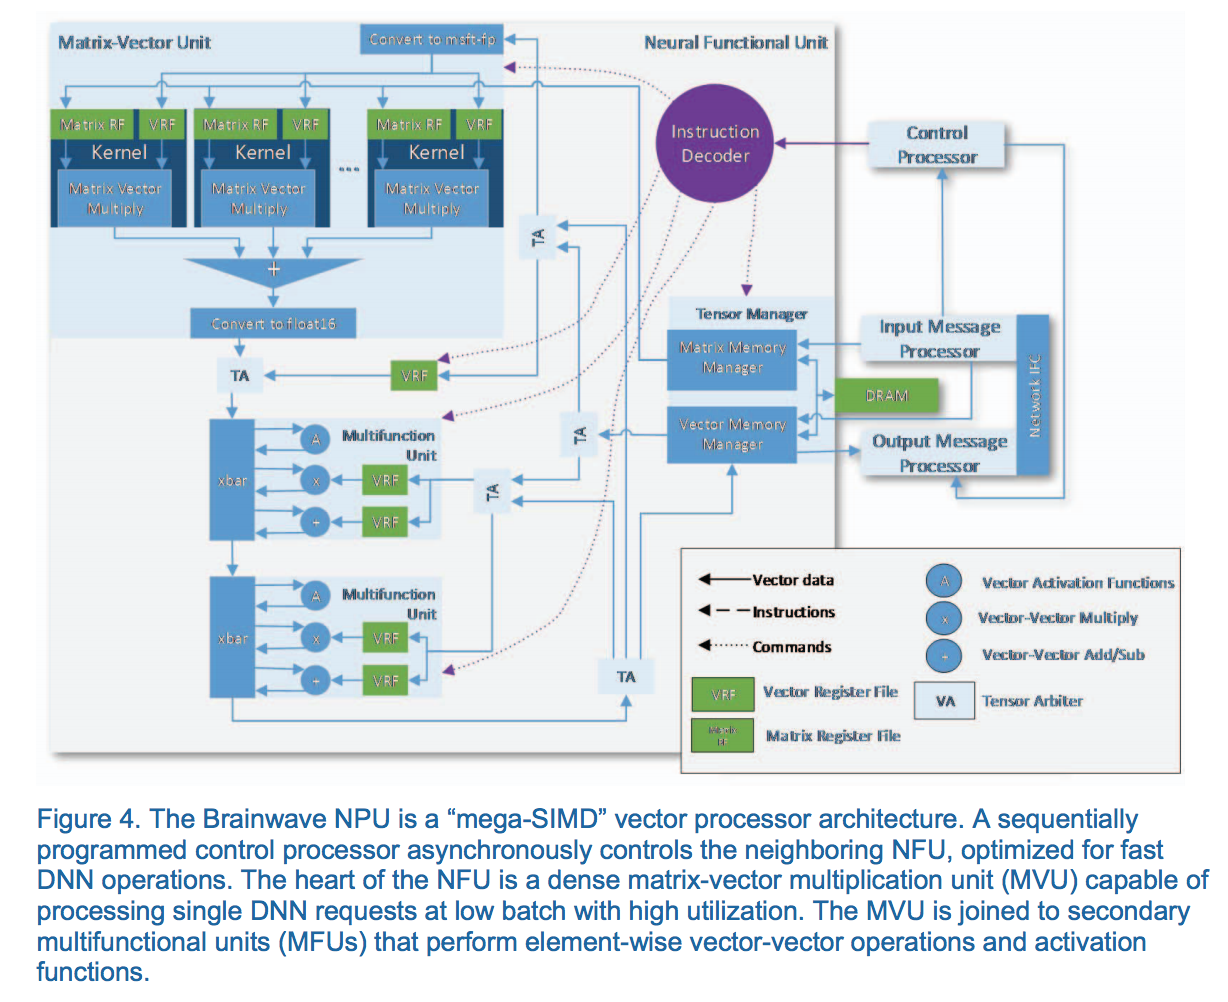 Matrix-Vector Unit
Convert to msft-fp
Neural Functional Unit
Matrix RF
VRF
Matrix RF
VRF
Matrix RF
VRF
Kernel
Kernel
Kernel
...
Matrix Vector
Multiply
Matrix Vector
Multiply
Matrix Vector
Multiply
+
Convert to float16
Instruction
Decoder
Control
Processor
TA
Tensor Manager
Matrix Memory
Manager
Vector Memory
Manager
Input Message
Processor
DRAM
Output Message
Processor
Network IFC
TA
VRF
TA
xbar
A
x
+
Multifunction
Unit
VRF
VRF
TA
xbar
A
x
+
Multifunction
Unit
VRF
VRF
TA
Vector data
Instructions
Commands
VRF
Vector Register File
Matrix
RF
Matrix Register File
A
Vector Activation Functions
x
Vector-Vector Multiply
+
Vector-Vector Add/Sub
VA
Tensor Arbiter
Figure 4. The Brainwave NPU is a “mega-SIMD” vector processor architecture. A sequentially
programmed control processor asynchronously controls the neighboring NFU, optimized for fast
DNN operations. The heart of the NFU is a dense matrix-vector multiplication unit (MVU) capable of
processing single DNN requests at low batch with high utilization. The MVU is joined to secondary
multifunctional units (MFUs) that perform element-wise vector-vector operations and activation
functions.